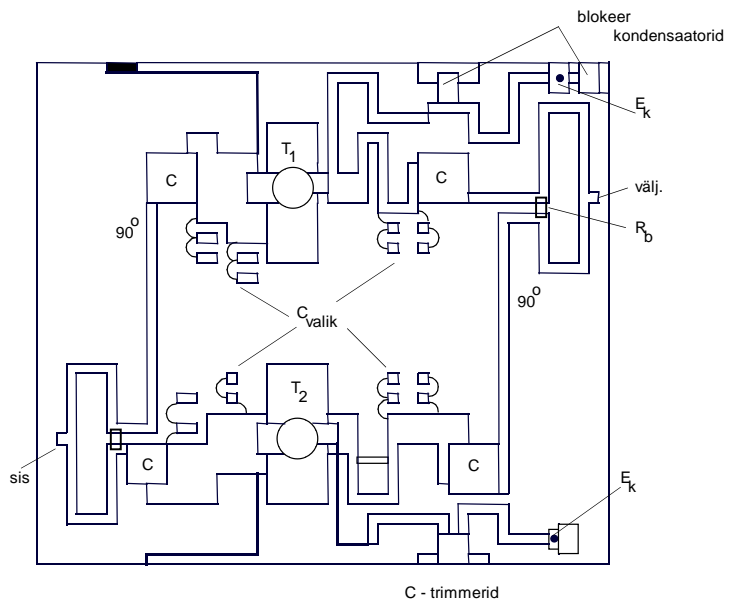 blokeer
kondensaatorid
E k
T 1
C
C
välj.
90 o
R b
90 o
C valik
T 2
sis
C
C
E k
C - trimmerid